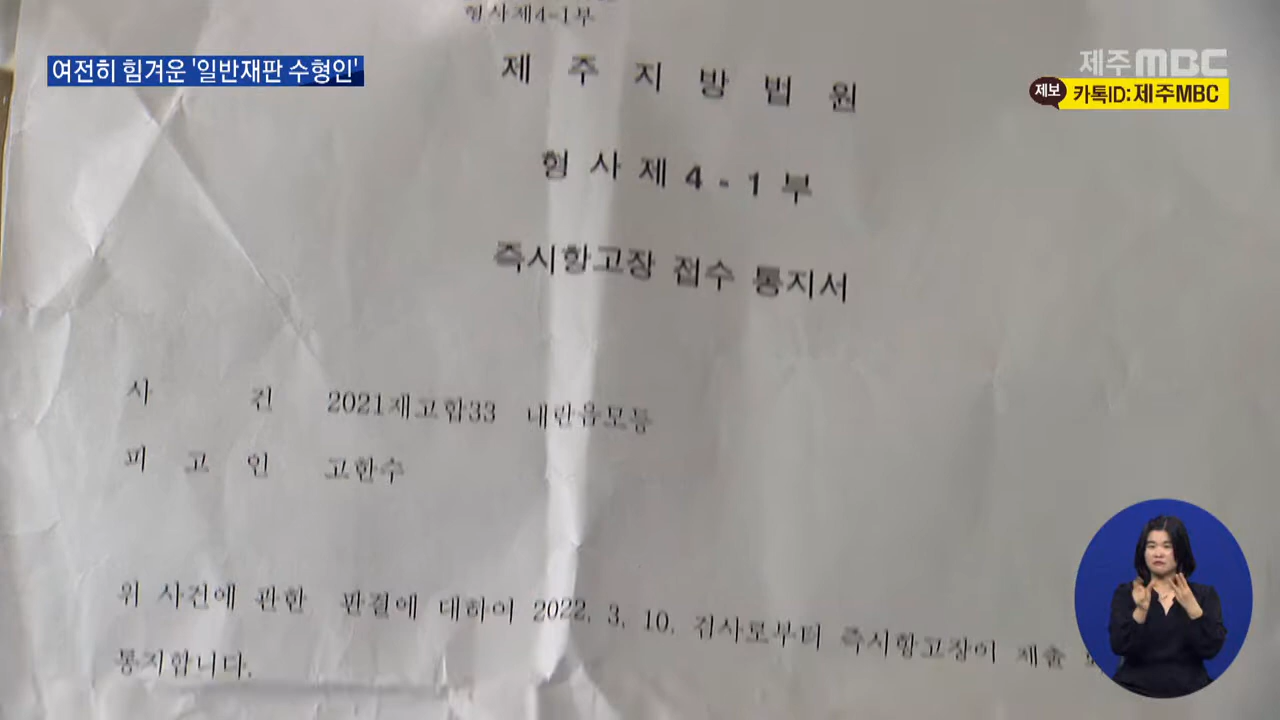 형사제4-1부
여전히 힘겨운 '일반재판 수형인'
제주MBC
제보 카톡ID:제주MBC
제 주 지 방 법 원
형 사 제 4 - 1 부
즉시항고장 접수 통지서
사 건 2021재고합33 내란음모등
피 고 인 고한수
위 사건에 관한 판결에 대하여 2022. 3. 10. 검사로부터 즉시항고장이 제출
통지합니다.